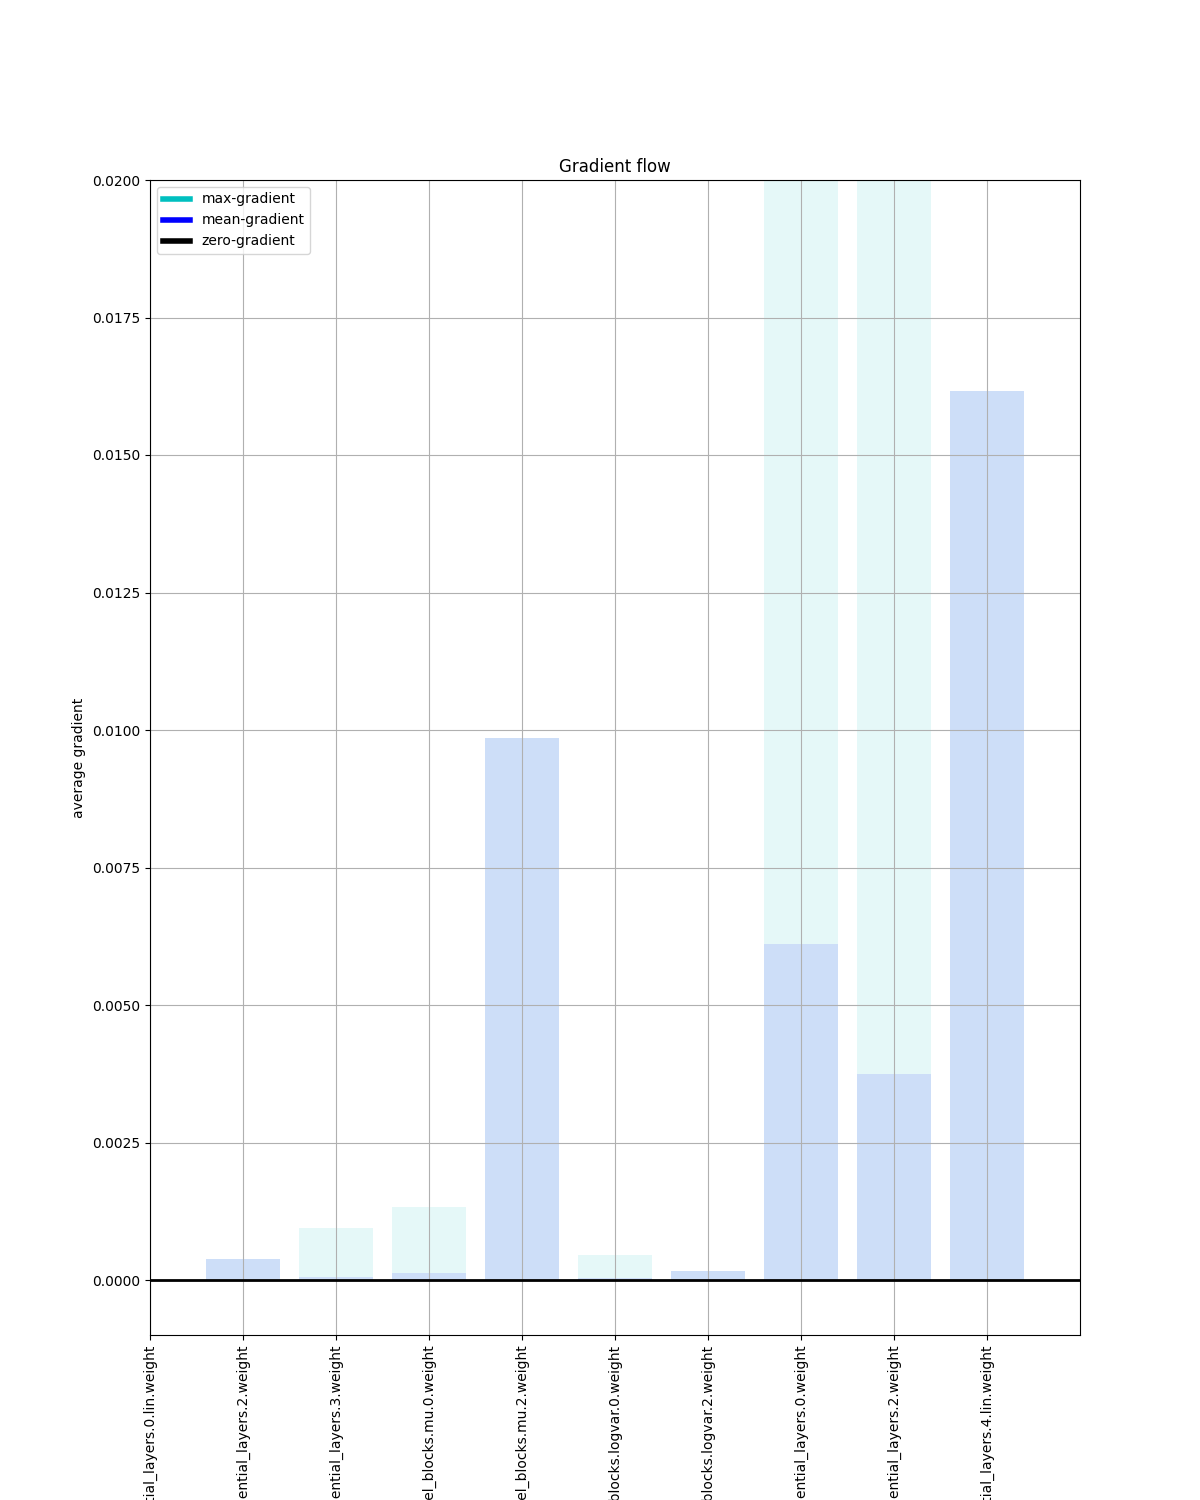 Gradient flow
max-gradient
mean-gradient
zero-gradient
0.0200
0.0175
0.0150
0.0125
0.0100
0.0075
0.0050
0.0025
0.0000
average gradient
tial_layers.0.lin.weight
ential_layers.2.weight
ential_layers.3.weight
el_blocks.mu.0.weight
el_blocks.mu.2.weight
blocks.logvar.0.weight
blocks.logvar.2.weight
ential_layers.0.weight
ential_layers.2.weight
tial_layers.4.lin.weight